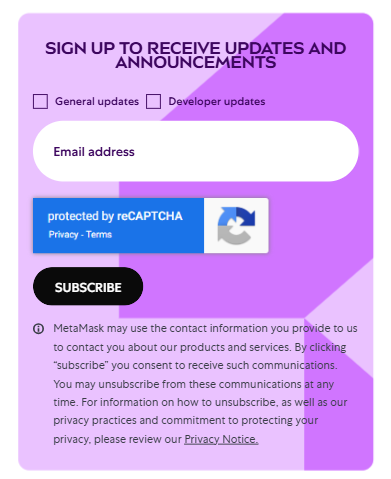 SIGN UP TO RECEIVE UPDATES AND
ANNOUNCEMENTS
General updates Developer updates
Email address
protected by reCAPTCHA
Privacy - Terms
SUBSCRIBE
MetaMask may use the contact information you provide to us
to contact you about our products and services. By clicking
“subscribe” you consent to receive such communications.
You may unsubscribe from these communications at any
time. For information on how to unsubscribe, as well as our
privacy practices and commitment to protecting your
privacy, please review our Privacy Notice.